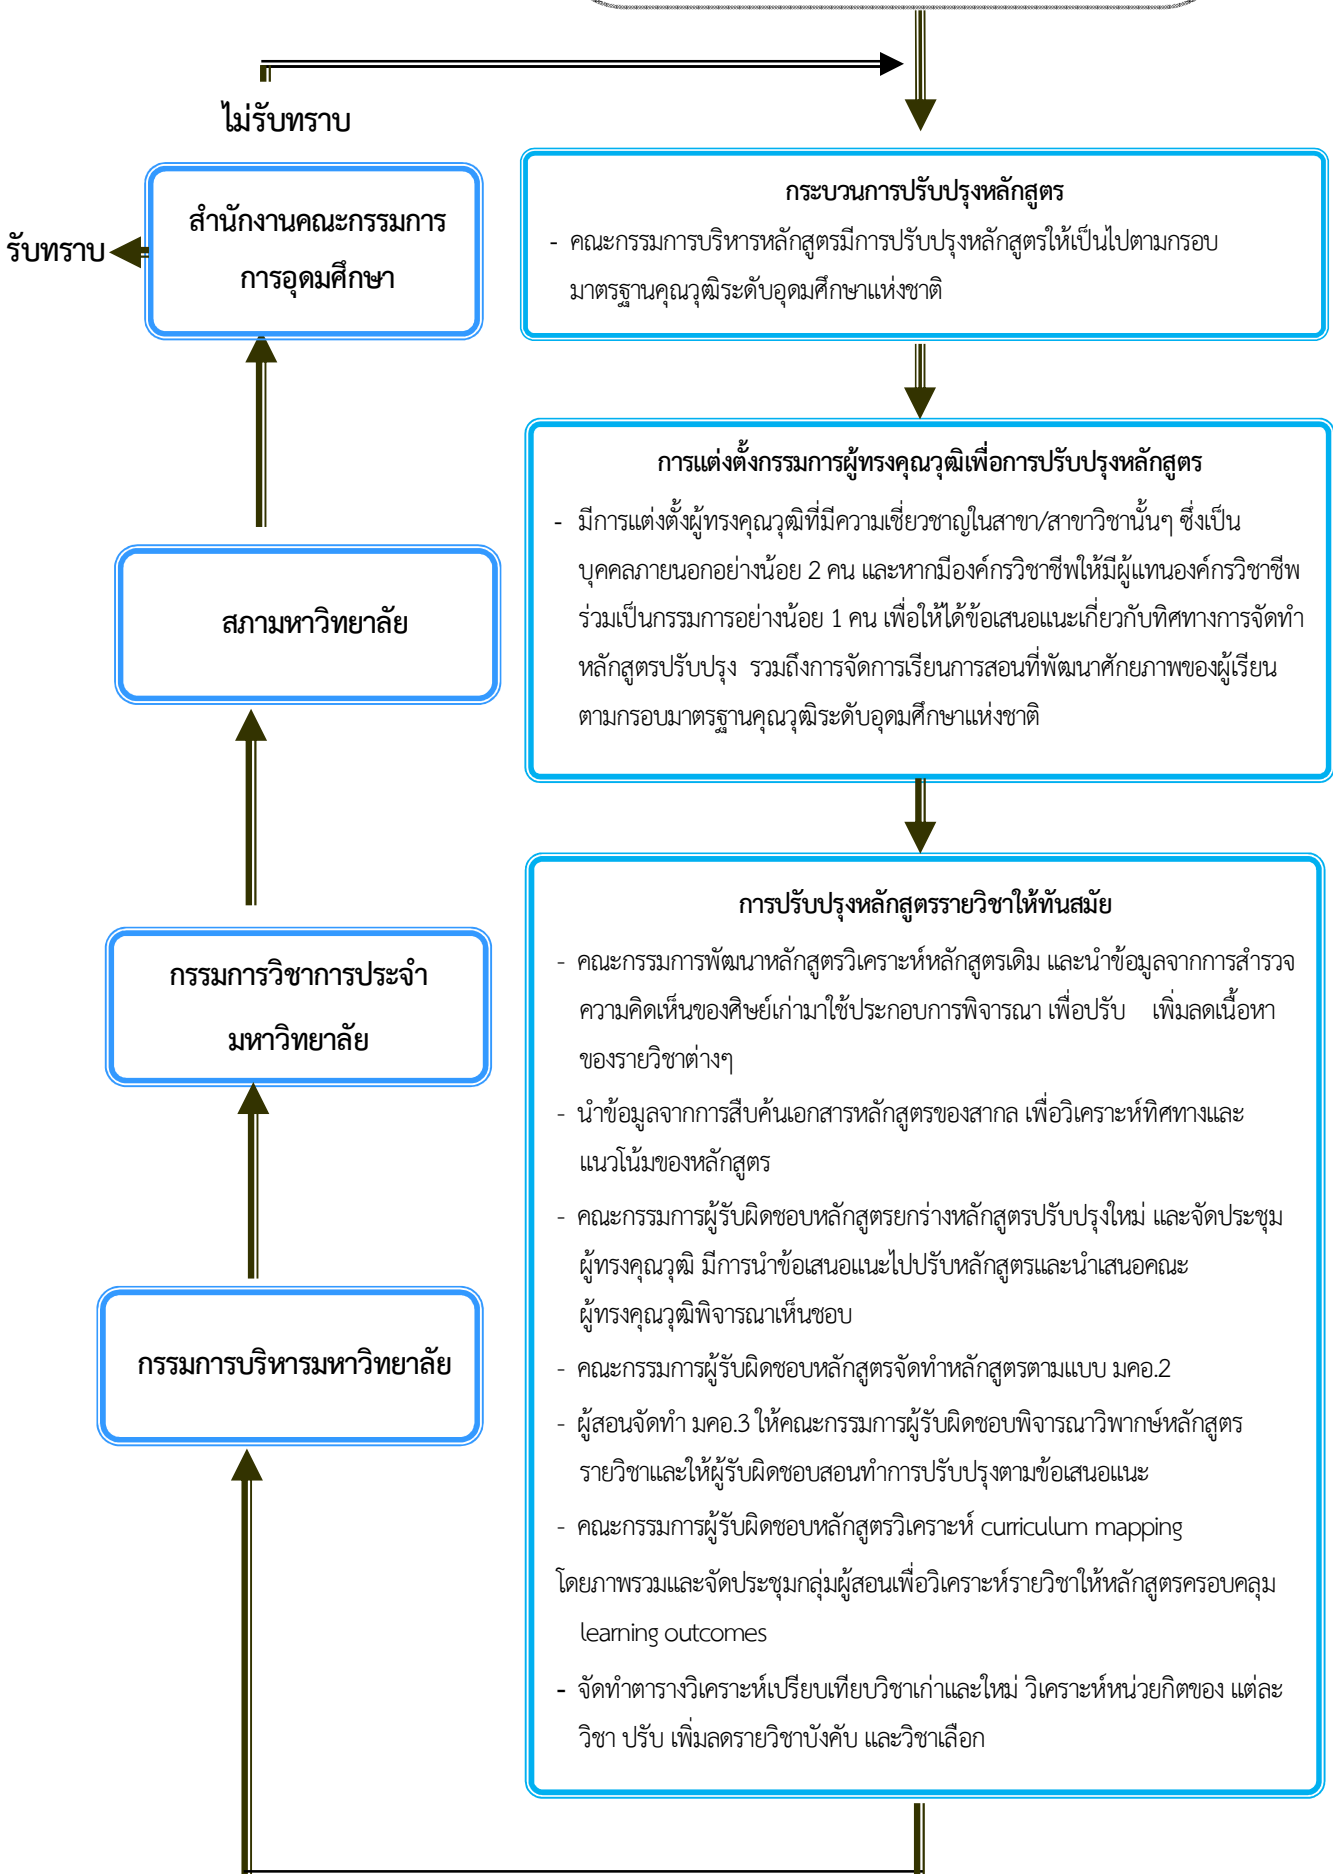 ไม่รับทราบ
สำนักงานคณะกรรมการ
การอุดมศึกษา
รับทราบ
สภามหาวิทยาลัย
กรรมการวิชาการประจำ
มหาวิทยาลัย
กรรมการบริหารมหาวิทยาลัย
กระบวนการปรับปรุงหลักสูตร
- คณะกรรมการบริหารหลักสูตรมีการปรับปรุงหลักสูตรให้เป็นไปตามกรอบ
มาตรฐานคุณวุฒิระดับอุดมศึกษาแห่งชาติ
การแต่งตั้งกรรมการผู้ทรงคุณวุฒิเพื่อการปรับปรุงหลักสูตร
- มีการแต่งตั้งผู้ทรงคุณวุฒิที่มีความเชี่ยวชาญในสาขา/สาขาวิชานั้นๆ ซึ่งเป็น
บุคคลภายนอกอย่างน้อย 2 คน และหากมีองค์กรวิชาชีพให้มีผู้แทนองค์กรวิชาชีพ
ร่วมเป็นกรรมการอย่างน้อย 1 คน เพื่อให้ได้ข้อเสนอแนะเกี่ยวกับทิศทางการจัดทำ
หลักสูตรปรับปรุง รวมถึงการจัดการเรียนการสอนที่พัฒนาศักยภาพของผู้เรียน
ตามกรอบมาตรฐานคุณวุฒิระดับอุดมศึกษาแห่งชาติ
การปรับปรุงหลักสูตรรายวิชาให้ทันสมัย
- คณะกรรมการพัฒนาหลักสูตรวิเคราะห์หลักสูตรเดิม และนำข้อมูลจากการสำรวจ
ความคิดเห็นของศิษย์เก่ามาใช้ประกอบการพิจารณา เพื่อปรับ เพิ่มลดเนื้อหา
ของรายวิชาต่างๆ
- นำข้อมูลจากการสืบค้นเอกสารหลักสูตรของสากล เพื่อวิเคราะห์ทิศทางและ
แนวโน้มของหลักสูตร
- คณะกรรมการผู้รับผิดชอบหลักสูตรยกร่างหลักสูตรปรับปรุงใหม่ และจัดประชุม
ผู้ทรงคุณวุฒิ มีการนำข้อเสนอแนะไปปรับหลักสูตรและนำเสนอคณะ
ผู้ทรงคุณวุฒิพิจารณาเห็นชอบ
- คณะกรรมการผู้รับผิดชอบหลักสูตรจัดทำหลักสูตรตามแบบ มคอ.2
- ผู้สอนจัดทำ มคอ.3 ให้คณะกรรมการผู้รับผิดชอบพิจารณาวิพากษ์หลักสูตร
รายวิชาและให้ผู้รับผิดชอบสอนทำการปรับปรุงตามข้อเสนอแนะ
- คณะกรรมการผู้รับผิดชอบหลักสูตรวิเคราะห์ curriculum mapping
โดยภาพรวมและจัดประชุมกลุ่มผู้สอนเพื่อวิเคราะห์รายวิชาให้หลักสูตรครอบคลุม
learning outcomes
- จัดทำตารางวิเคราะห์เปรียบเทียบวิชาเก่าและใหม่ วิเคราะห์หน่วยกิตของ แต่ละ
วิชา ปรับ เพิ่มลดรายวิชาบังคับ และวิชาเลือก